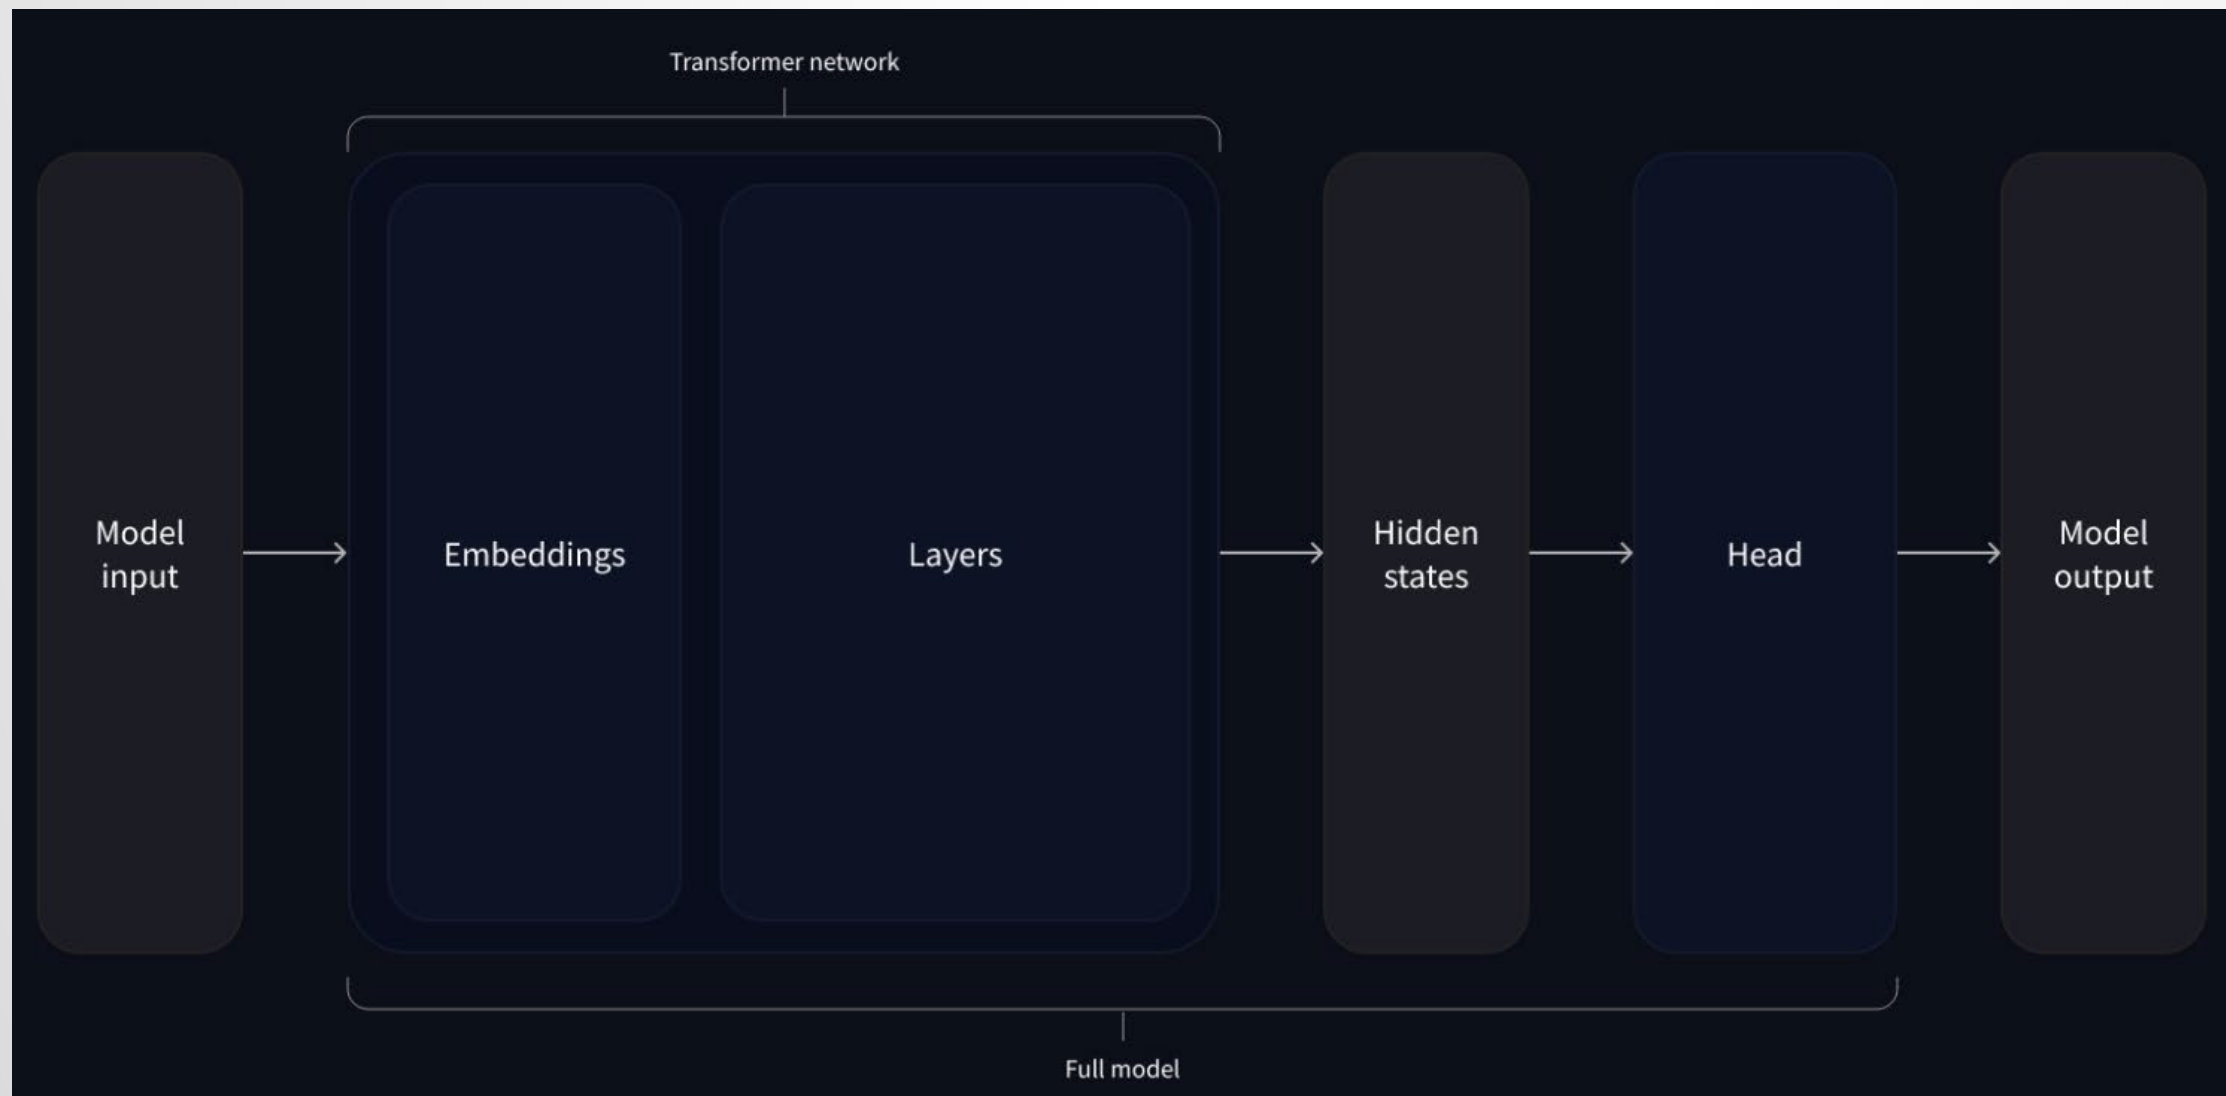 Transformer network
Model
input
Embeddings
Layers
Hidden
states
Head
Model
output
Full model